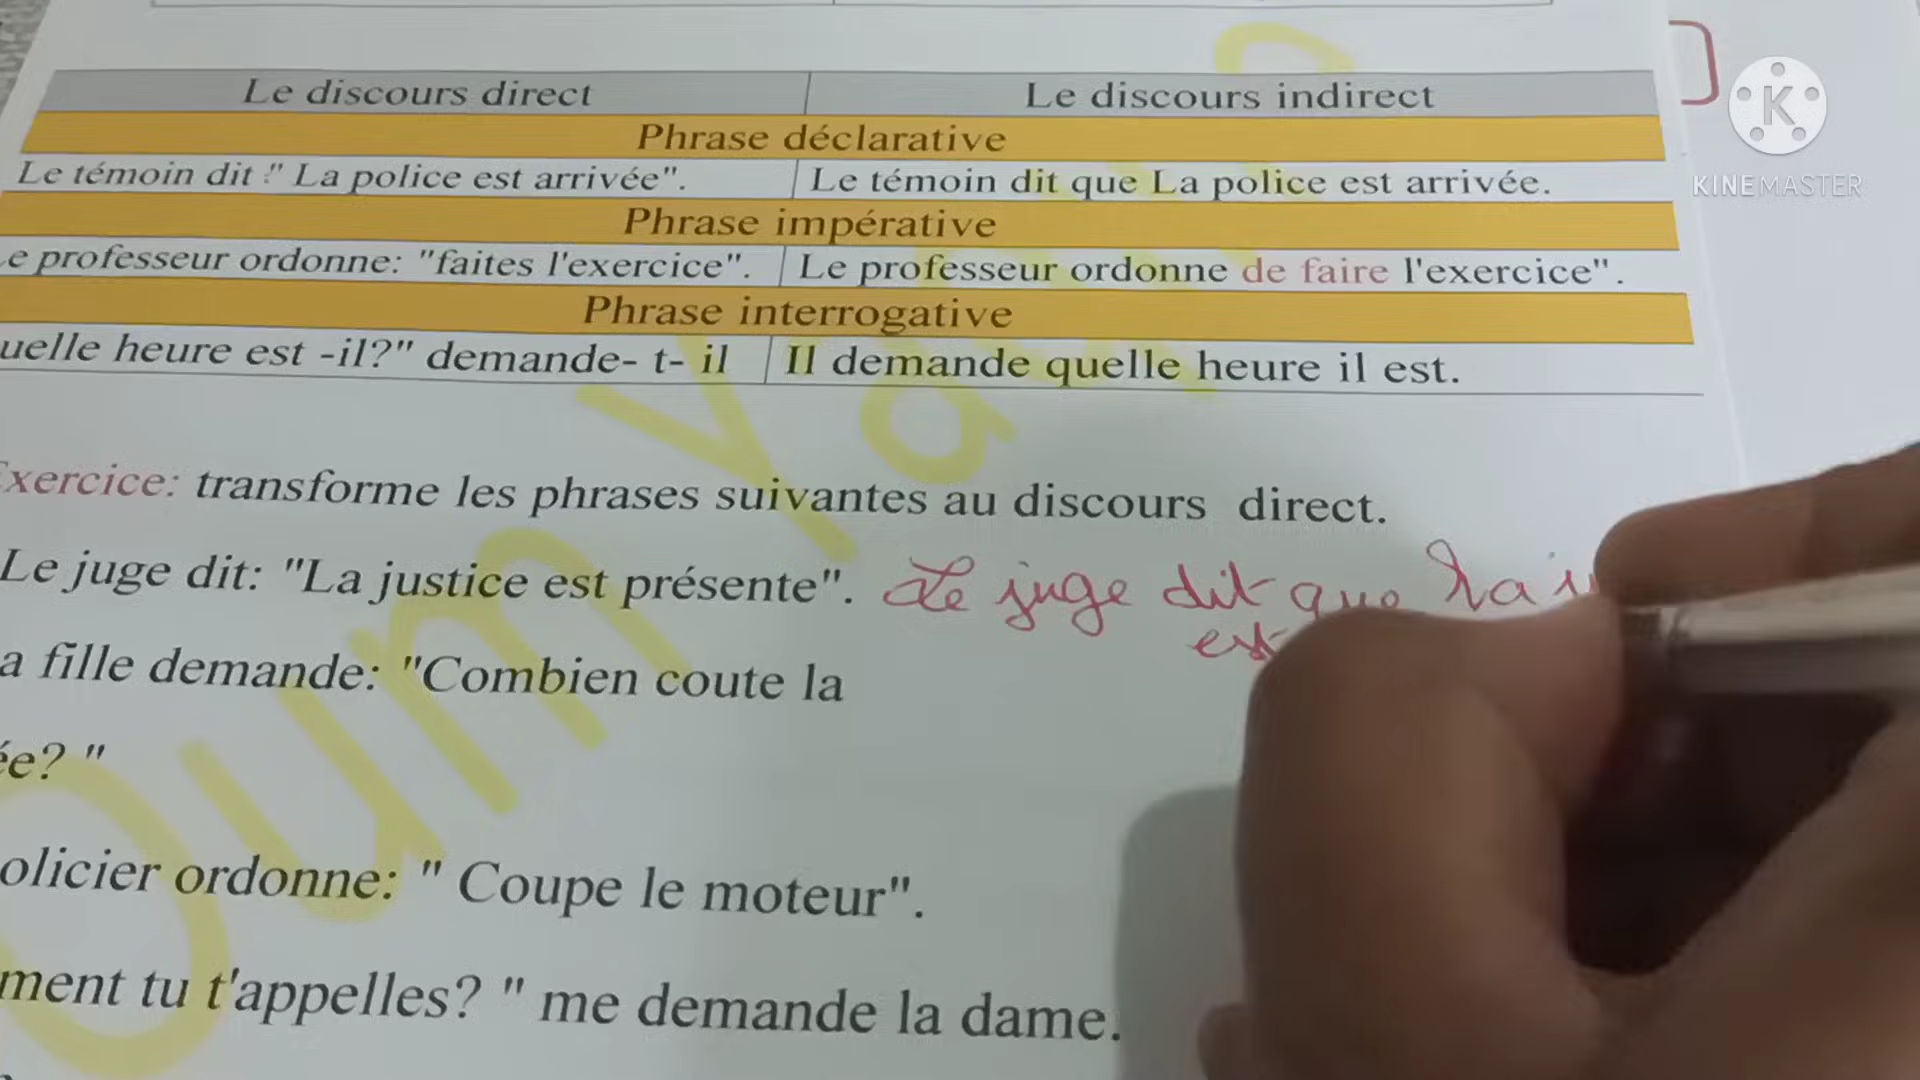 Le discours direct Le discours indirect
Phrase déclarative
Le témoin dit :" La police est arrivée". Le témoin dit que La police est arrivée.
Phrase impérative
e professeur ordonne: "faites l'exercice". Le professeur ordonne de faire l'exercice".
Phrase interrogative
uelle heure est -il?" demande- t- il Il demande quelle heure il est.
xercice: transforme les phrases suivantes au discours direct.
Le juge dit: "La justice est présente". Le juge dit que la
est
a fille demande: "Combien coute la
ée? "
olicier ordonne: " Coupe le moteur".
ment tu t'appelles? " me demande la dame.
Oum Ya
K
KINEMASTER